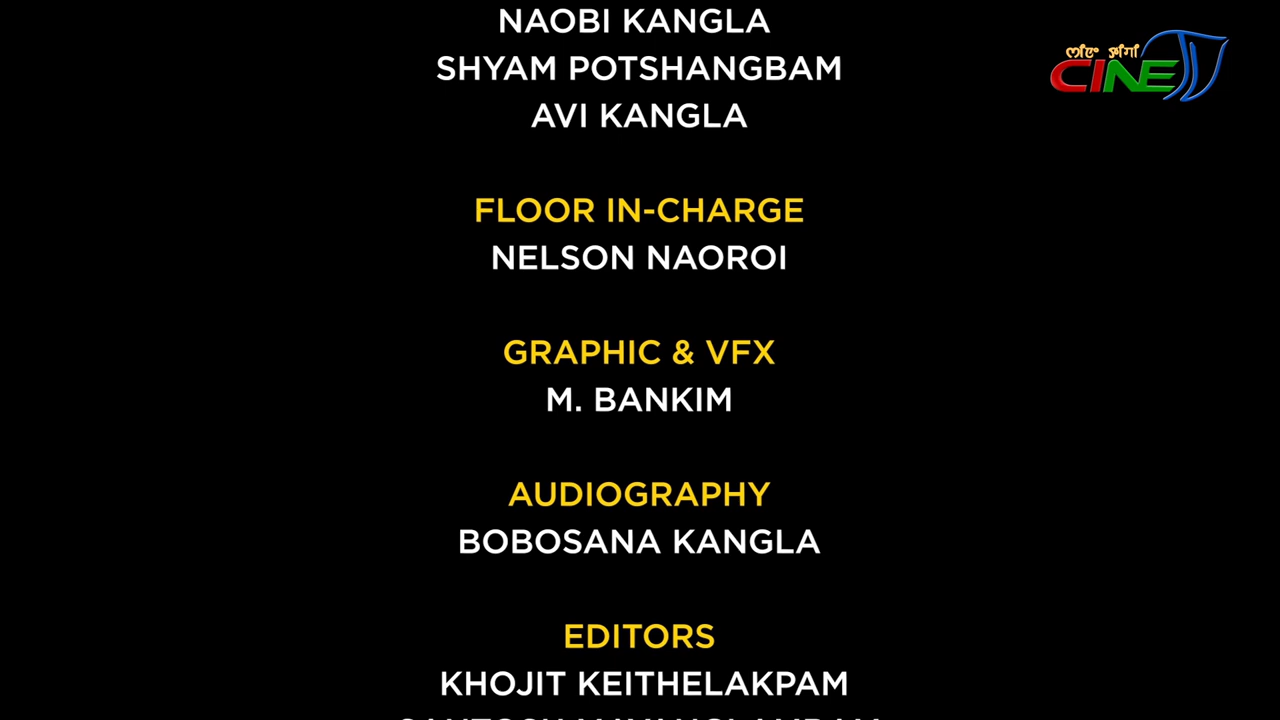 NAOBI KANGLA
SHYAM POTSHANGBAM
AVI KANGLA
FLOOR IN-CHARGE
NELSON NAOROI
GRAPHIC & VFX
M. BANKIM
AUDIOGRAPHY
BOBOSANA KANGLA
EDITORS
KHOJIT KEITHELAKPAM
CINE